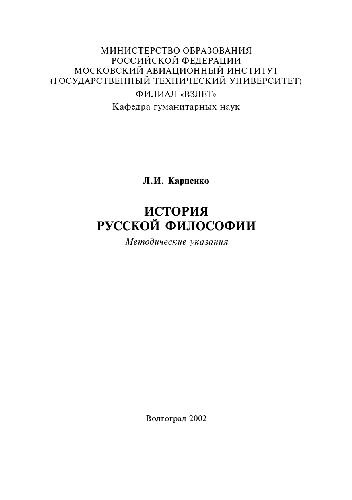 МИНИСТЕРСТВО ОБРАЗОВАНИЯ
РОССИЙСКОЙ ФЕДЕРАЦИИ
МОСКОВСКИЙ АВИАЦИОННЫЙ ИНСТИТУТ
(ГОСУДАРСТВЕННЫЙ ТЕХНИЧЕСКИЙ УНИВЕРСИТЕТ)
ФИЛИАЛ «ВЗЛЕТ»
Кафедра гуманитарных наук
Л.И. Карпенко
ИСТОРИЯ
РУССКОЙ ФИЛОСОФИИ
Методические указания
Волгоград 2002